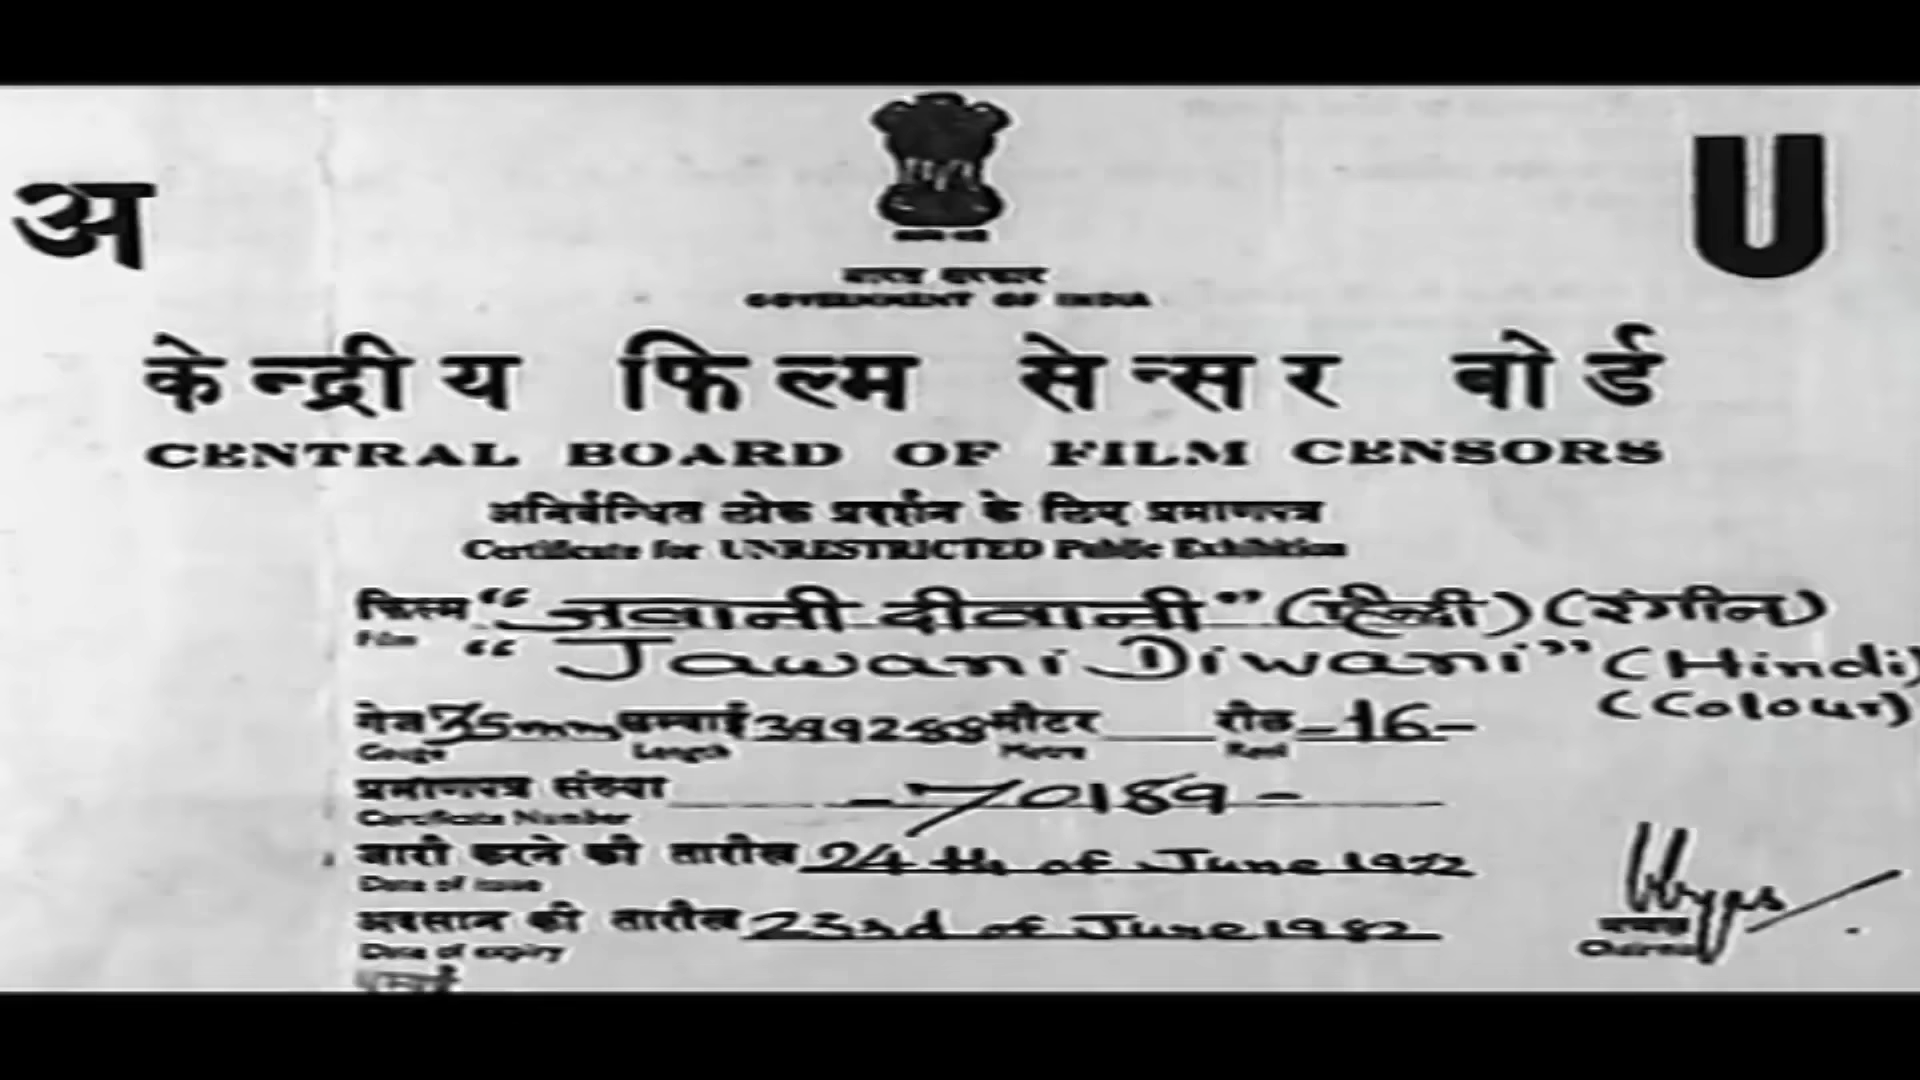 अ
U
भारत सरकार
GOVERNMENT OF INDIA
केन्द्रीय फिल्म सेन्सर बोर्ड
CENTRAL BOARD OF FILM CENSORS
अनिर्बन्धित लोक प्रदर्शन के लिए प्रमाणपत्र
Certificate for UNRESTRICTED Public Exhibition
फिल्म “जवानी दीवानी” (हिन्दी) (रंगीन)
Film “Jawani Diwani” (Hindi)
(Colour)
गेज 35mm लम्बाई मीटर रील -16-
Gauge Length Metre Reel
प्रमाणपत्र संख्या -70189-
Certificate Number
जारी करने की तारीख 24th of June 1972
Date of issue
अवसान की तारीख 23rd of June 1982
Date of expiry
Chairman